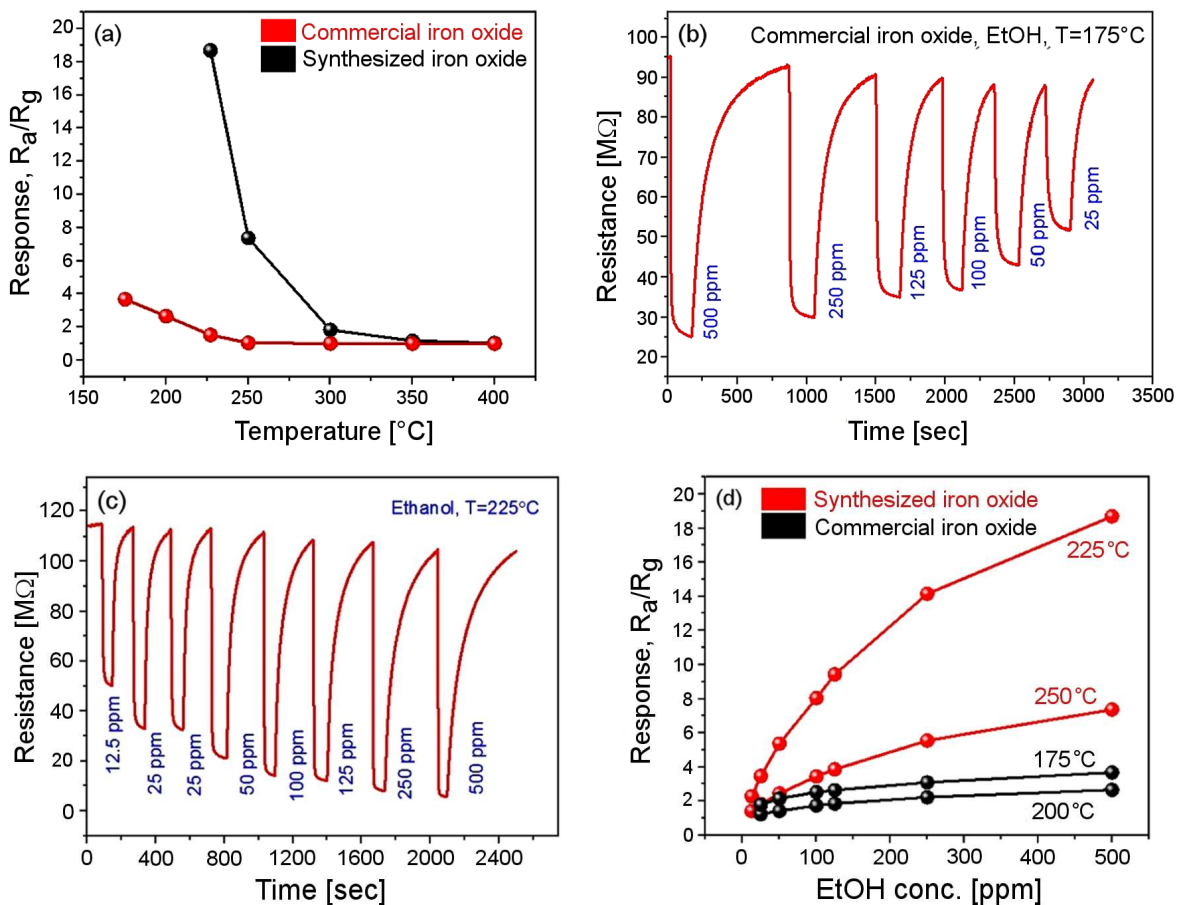 (a)
Commercial iron oxide
Synthesized iron oxide
Response, Ra/Rg
20
18
16
14
12
10
8
6
4
2
0
150 200 250 300 350 400
Temperature [°C]
(b)
Commercial iron oxide, EtOH, T=175°C
Resistance [MΩ]
100
90
80
70
60
50
40
30
20
500 ppm
250 ppm
125 ppm
100 ppm
50 ppm
25 ppm
0 500 1000 1500 2000 2500 3000 3500
Time [sec]
(c)
Ethanol, T=225°C
Resistance [MΩ]
120
100
80
60
40
20
0
12.5 ppm
25 ppm
25 ppm
50 ppm
100 ppm
125 ppm
250 ppm
500 ppm
0 400 800 1200 1600 2000 2400
Time [sec]
(d)
Synthesized iron oxide
Commercial iron oxide
Response, Ra/Rg
20
18
16
14
12
10
8
6
4
2
0
225°C
250°C
175°C
200°C
0 100 200 300 400 500
EtOH conc. [ppm]